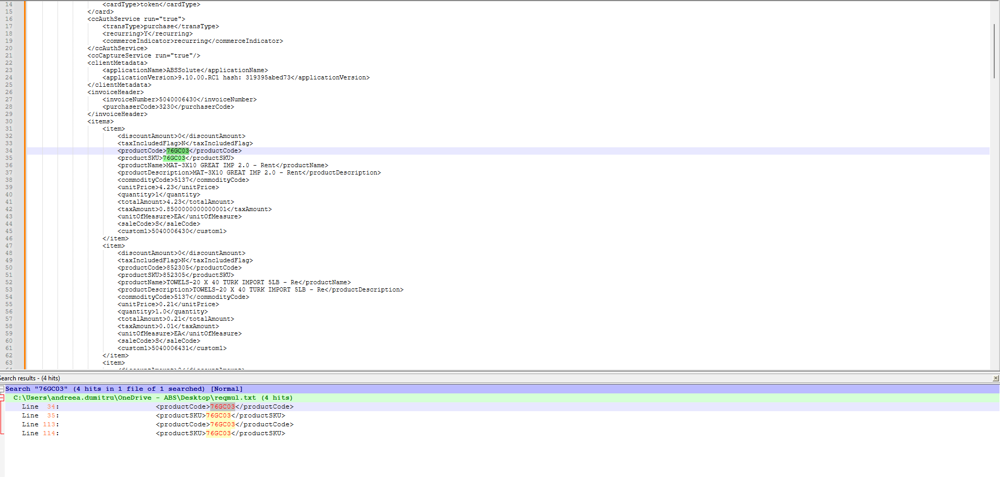 14 <cardType>token</cardType>
15 </card>
16 <ccAuthService run="true">
17 <transType>purchase</transType>
18 <recurring>Y</recurring>
19 <commerceIndicator>recurring</commerceIndicator>
20 </ccAuthService>
21 <ccCaptureService run="true"/>
22 <clientMetadata>
23 <applicationName>ABSSolute</applicationName>
24 <applicationVersion>9.10.00.RC1 hash: 319395abed73</applicationVersion>
25 </clientMetadata>
26 <invoiceHeader>
27 <invoiceNumber>5040006430</invoiceNumber>
28 <purchaserCode>3230</purchaserCode>
29 </invoiceHeader>
30 <items>
31 <item>
32 <discountAmount>0</discountAmount>
33 <taxIncludedFlag>N</taxIncludedFlag>
34 <productCode>76GC03</productCode>
35 <productSKU>76GC03</productSKU>
36 <productName>MAT-3X10 GREAT IMP 2.0 - Rent</productName>
37 <productDescription>MAT-3X10 GREAT IMP 2.0 - Rent</productDescription>
38 <commodityCode>5137</commodityCode>
39 <unitPrice>4.23</unitPrice>
40 <quantity>1</quantity>
41 <totalAmount>4.23</totalAmount>
42 <taxAmount>0.8500000000000001</taxAmount>
43 <unitOfMeasure>EA</unitOfMeasure>
44 <saleCode>S</saleCode>
45 <custom1>5040006430</custom1>
46 </item>
47 <item>
48 <discountAmount>0</discountAmount>
49 <taxIncludedFlag>N</taxIncludedFlag>
50 <productCode>852305</productCode>
51 <productSKU>852305</productSKU>
52 <productName>TOWELS-20 X 40 TURK IMPORT 5LB - Re</productName>
53 <productDescription>TOWELS-20 X 40 TURK IMPORT 5LB - Re</productDescription>
54 <commodityCode>5137</commodityCode>
55 <unitPrice>0.21</unitPrice>
56 <quantity>1.0</quantity>
57 <totalAmount>0.21</totalAmount>
58 <taxAmount>0.01</taxAmount>
59 <unitOfMeasure>EA</unitOfMeasure>
60 <saleCode>S</saleCode>
61 <custom1>5040006431</custom1>
62 </item>
63 <item>
Search results - (4 hits)
Search "76GC03" (4 hits in 1 file of 1 searched) [Normal]
C:\Users\andreea.dumitru\OneDrive - ABS\Desktop\reqmul.txt (4 hits)
Line 34: <productCode>76GC03</productCode>
Line 35: <productSKU>76GC03</productSKU>
Line 113: <productCode>76GC03</productCode>
Line 114: <productSKU>76GC03</productSKU>